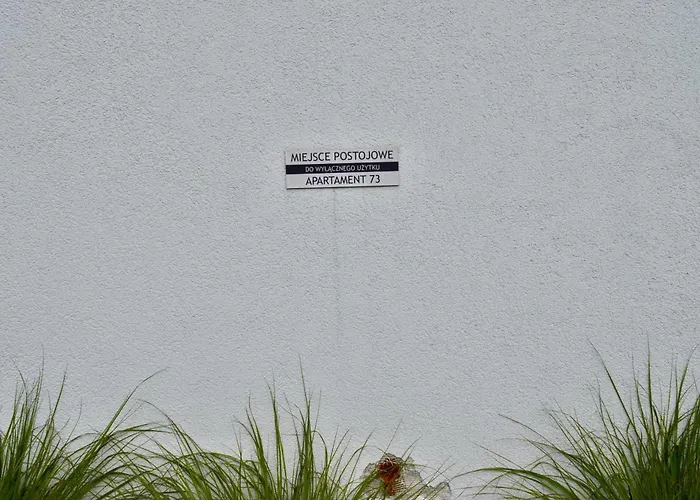 MIEJSCE POSTOJOWE
DO WYŁĄCZNEGO UŻYTKU
APARTAMENT 73